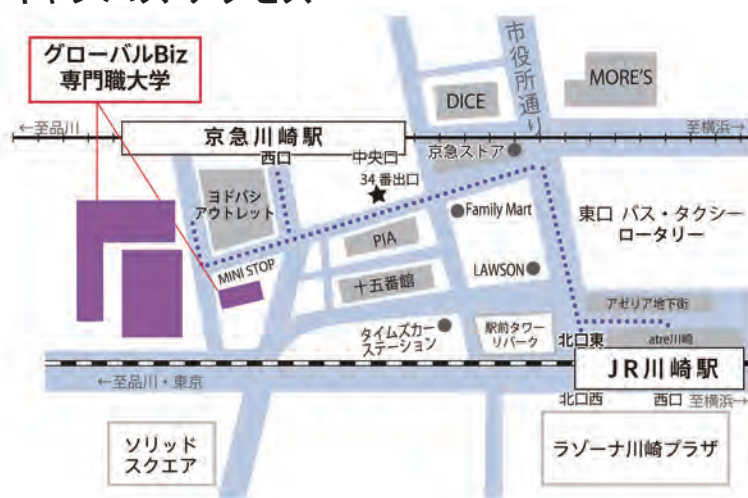 グローバルBiz
専門職大学
市役所通り
MORE'S
DICE
←至品川
京急川崎駅
至横浜→
西口
中央口
京急ストア
34 番出口
ヨドバシ
アウトレット
Family Mart
東口 バス・タクシー
ロータリー
PIA
MINI STOP
LAWSON
十五番館
アゼリア地下街
タイムズカー
ステーション
駅前タワー
リパーク
北口東
atre川崎
JR川崎駅
←至品川・東京
北口西
西口
至横浜→
ソリッド
スクエア
ラゾーナ川崎プラザ